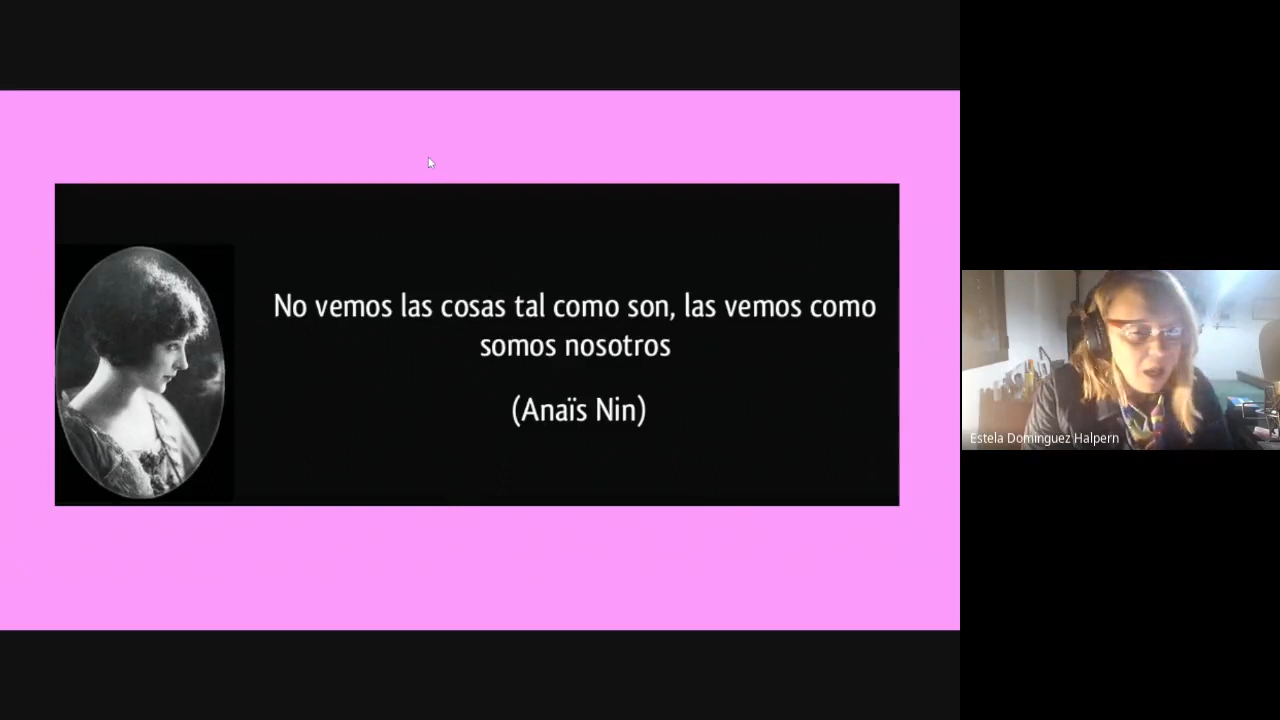 No vemos las cosas tal como son, las vemos como
somos nosotros
(Anaïs Nin)
Estela Dominguez Halpern